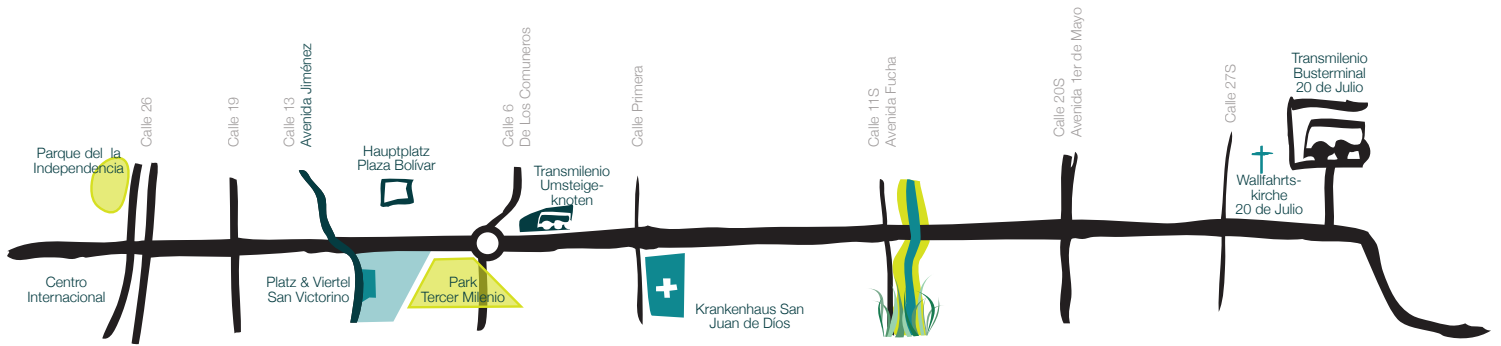 Calle 26
Calle 19
Calle 13
Avenida Jiménez
Calle 6
De Los Comuneros
Calle Primera
Calle 11S
Avenida Fucha
Calle 20S
Avenida 1er de Mayo
Calle 27S
Transmilenio
Busterminal
20 de Julio
Parque del la
Independencia
Hauptplatz
Plaza Bolívar
Transmilenio
Umsteige-
knoten
Wallfahrts-
kirche
20 de Julio
Centro
Internacional
Platz & Viertel
San Victorino
Park
Tercer Milenio
Krankenhaus San
Juan de Díos